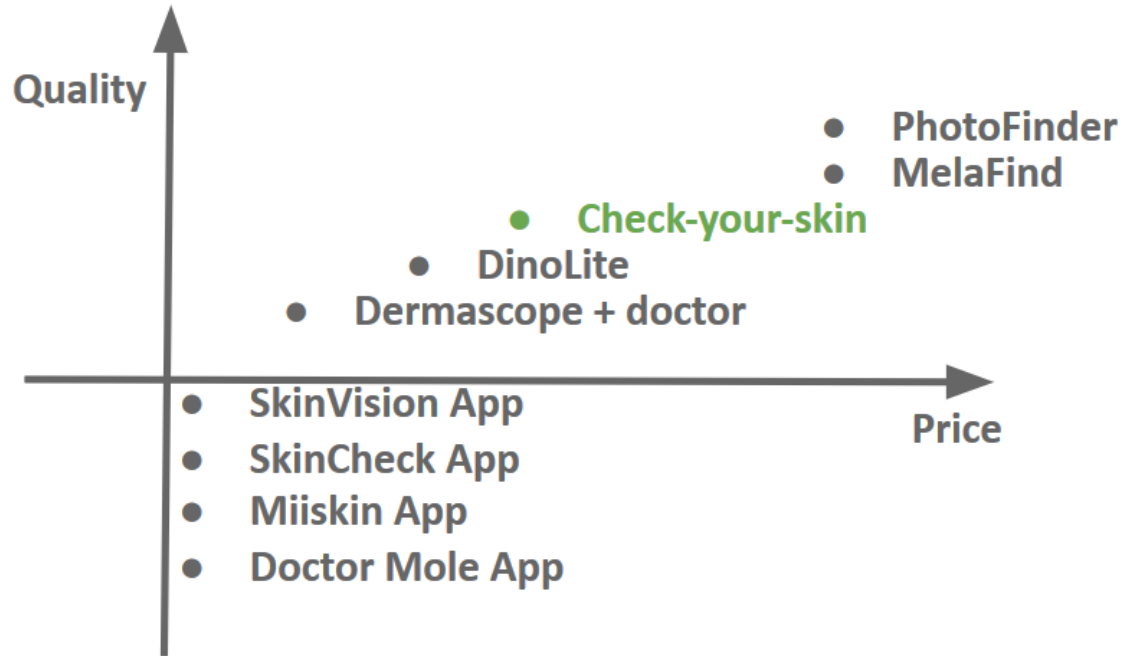 Quality
● PhotoFinder
● MelaFind
● Check-your-skin
● DinoLite
● Dermascope + doctor
● SkinVision App
Price
● SkinCheck App
● Miiskin App
● Doctor Mole App